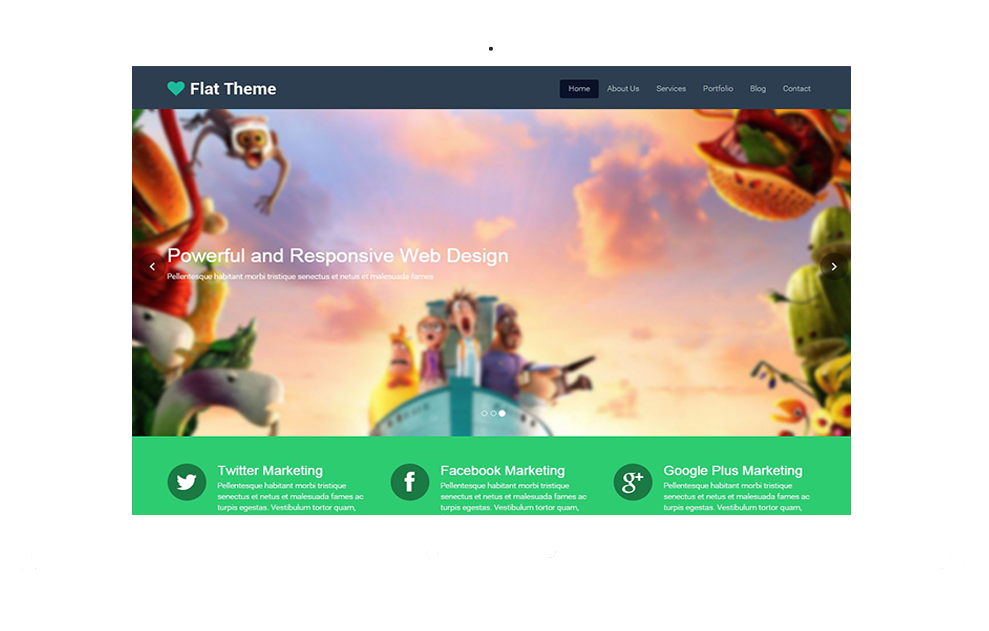 Flat Theme
Home About Us Services Portfolio Blog Contact
Powerful and Responsive Web Design
Pellentesque habitant morbi tristique senectus et netus et malesuada fames
Twitter Marketing
Pellentesque habitant morbi tristique
senectus et netus et malesuada fames ac
turpis egestas. Vestibulum tortor quam,
Facebook Marketing
Pellentesque habitant morbi tristique
senectus et netus et malesuada fames ac
turpis egestas. Vestibulum tortor quam,
Google Plus Marketing
Pellentesque habitant morbi tristique
senectus et netus et malesuada fames ac
turpis egestas. Vestibulum tortor quam,